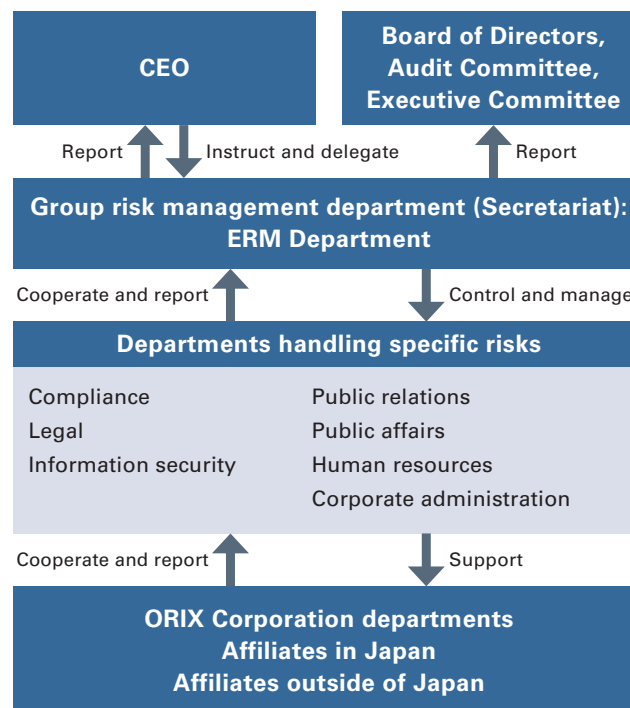 CEO
Board of Directors,
Audit Committee,
Executive Committee
Report
Instruct and delegate
Report
Group risk management department (Secretariat):
ERM Department
Cooperate and report
Control and manage
Departments handling specific risks
Compliance
Legal
Information security
Public relations
Public affairs
Human resources
Corporate administration
Cooperate and report
Support
ORIX Corporation departments
Affiliates in Japan
Affiliates outside of Japan